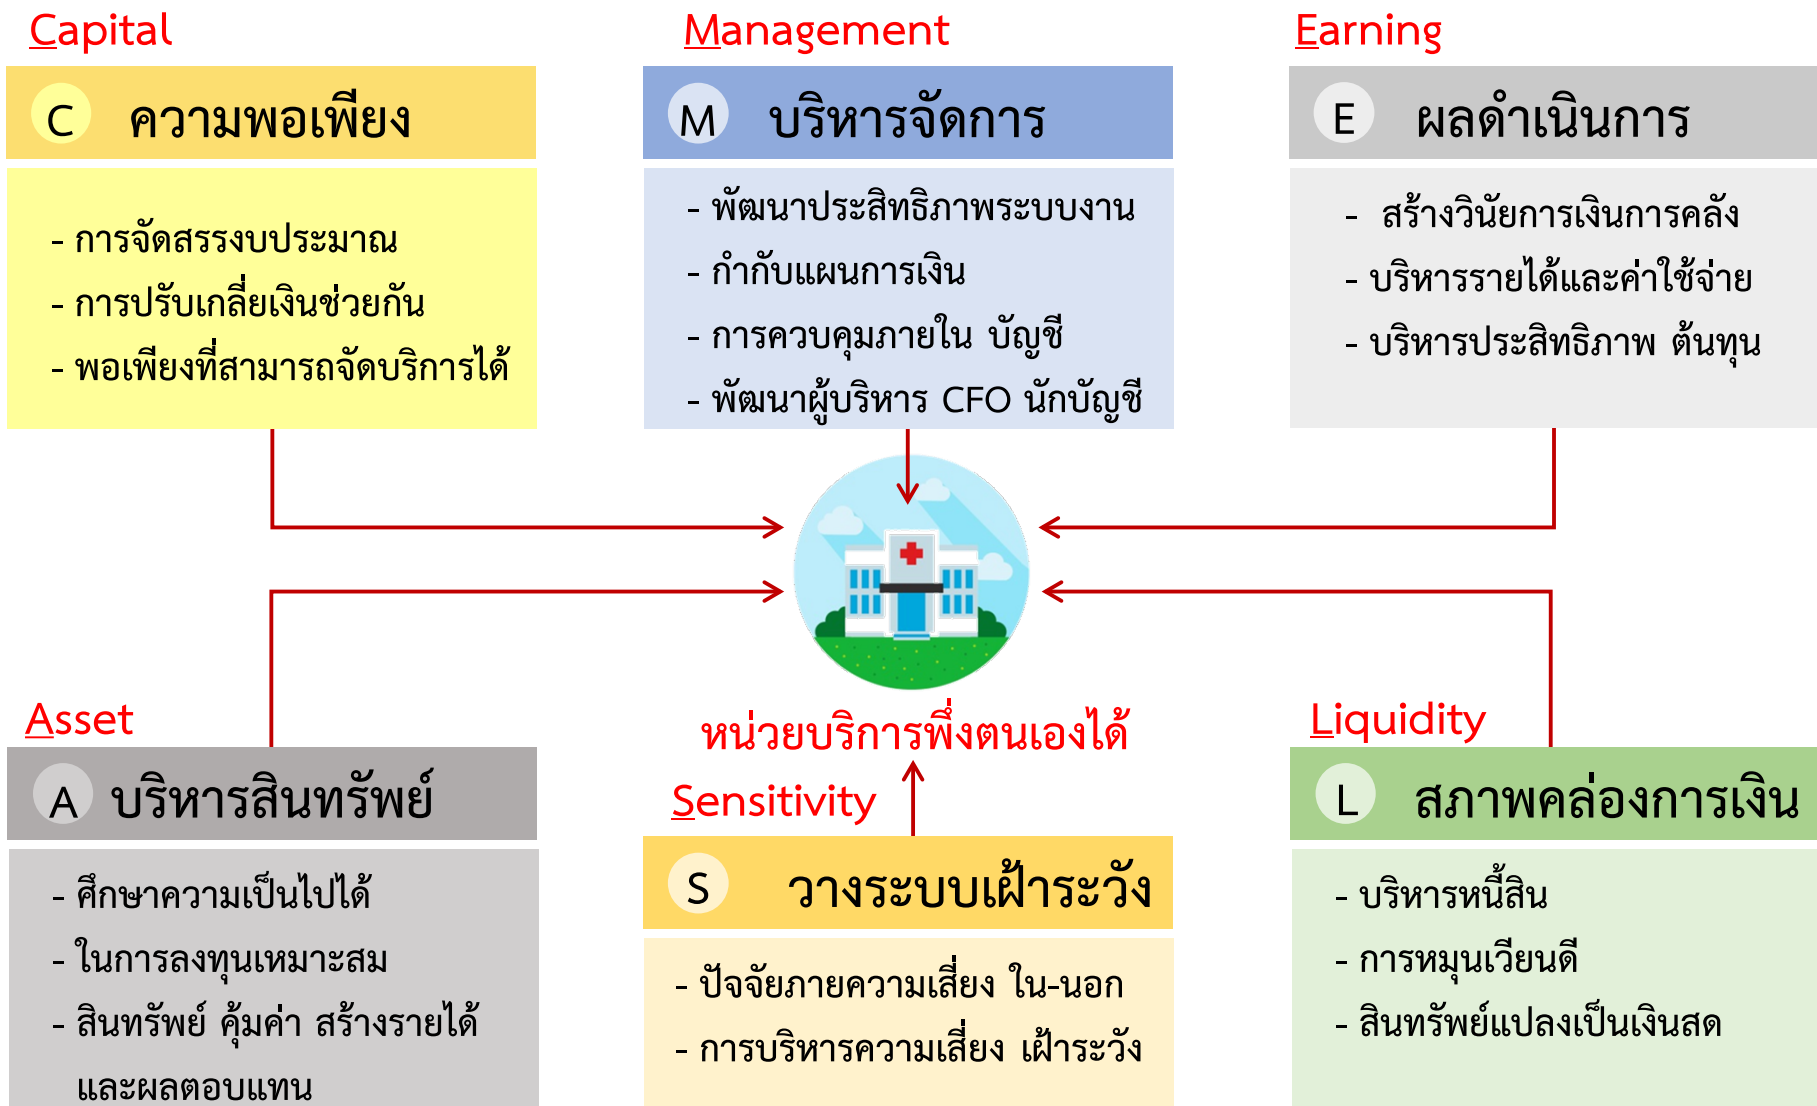 Capital
C ความพอเพียง
- การจัดสรรงบประมาณ
- การปรับเกลี่ยเงินช่วยกัน
- พอเพียงที่สามารถจัดบริการได้
Management
M บริหารจัดการ
- พัฒนาประสิทธิภาพระบบงาน
- กำกับแผนการเงิน
- การควบคุมภายใน บัญชี
- พัฒนาผู้บริหาร CFO นักบัญชี
Earning
E ผลดำเนินการ
- สร้างวินัยการเงินการคลัง
- บริหารรายได้และค่าใช้จ่าย
- บริหารประสิทธิภาพ ต้นทุน
หน่วยบริการพึ่งตนเองได้
Asset
A บริหารสินทรัพย์
- ศึกษาความเป็นไปได้
- ในการลงทุนเหมาะสม
- สินทรัพย์ คุ้มค่า สร้างรายได้
และผลตอบแทน
Sensitivity
S วางระบบเฝ้าระวัง
- ปัจจัยภายความเสี่ยง ใน-นอก
- การบริหารความเสี่ยง เฝ้าระวัง
Liquidity
L สภาพคล่องการเงิน
- บริหารหนี้สิน
- การหมุนเวียนดี
- สินทรัพย์แปลงเป็นเงินสด